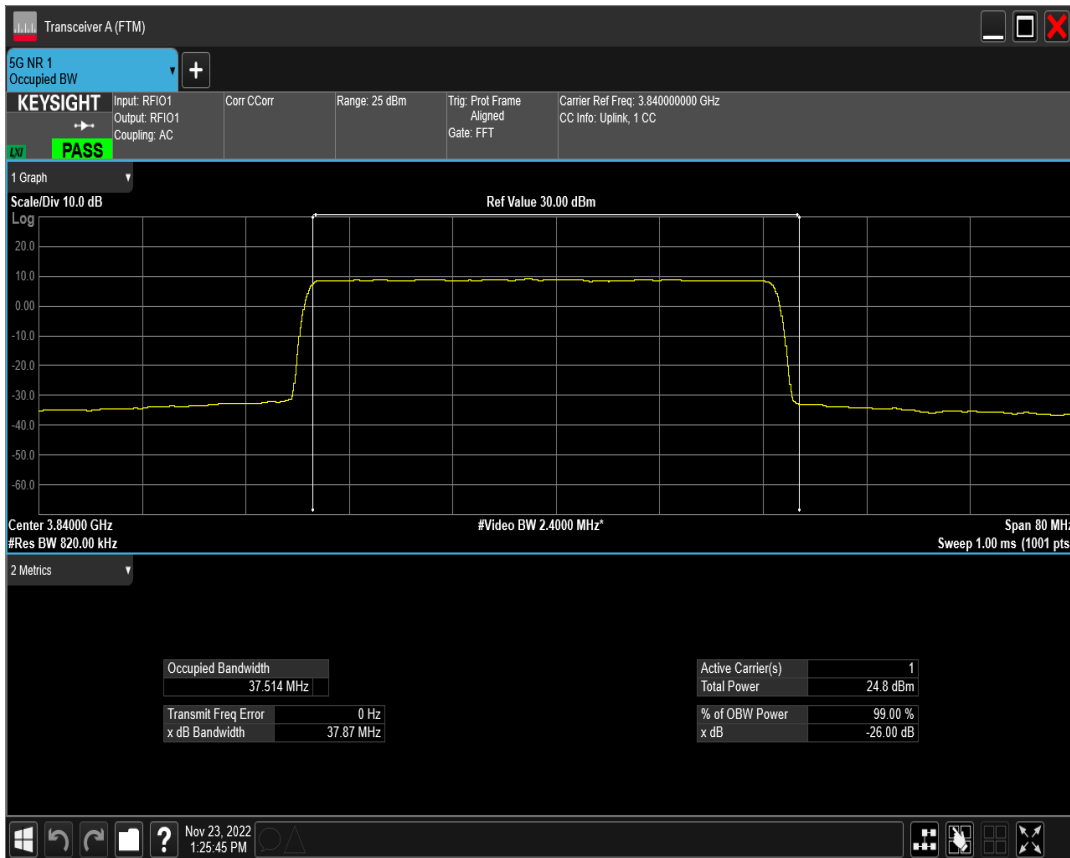 Transceiver A (FTM)
5G NR 1
Occupied BW
+
KEYSIGHT
LXI
PASS
Input: RFIO1
Output: RFIO1
Coupling: AC
Corr CCorr
Range: 25 dBm
Trig: Prot Frame
Aligned
Gate: FFT
Carrier Ref Freq: 3.840000000 GHz
CC Info: Uplink, 1 CC
1 Graph
Scale/Div 10.0 dB
Ref Value 30.00 dBm
Log
20.0
10.0
0.00
-10.0
-20.0
-30.0
-40.0
-50.0
-60.0
Center 3.84000 GHz
#Video BW 2.4000 MHz*
Span 80 MHz
#Res BW 820.00 kHz
Sweep 1.00 ms (1001 pts
2 Metrics
Occupied Bandwidth
37.514 MHz
Transmit Freq Error 0 Hz
x dB Bandwidth 37.87 MHz
Active Carrier(s) 1
Total Power 24.8 dBm
% of OBW Power 99.00 %
x dB -26.00 dB
?
Nov 23, 2022
1:25:45 PM